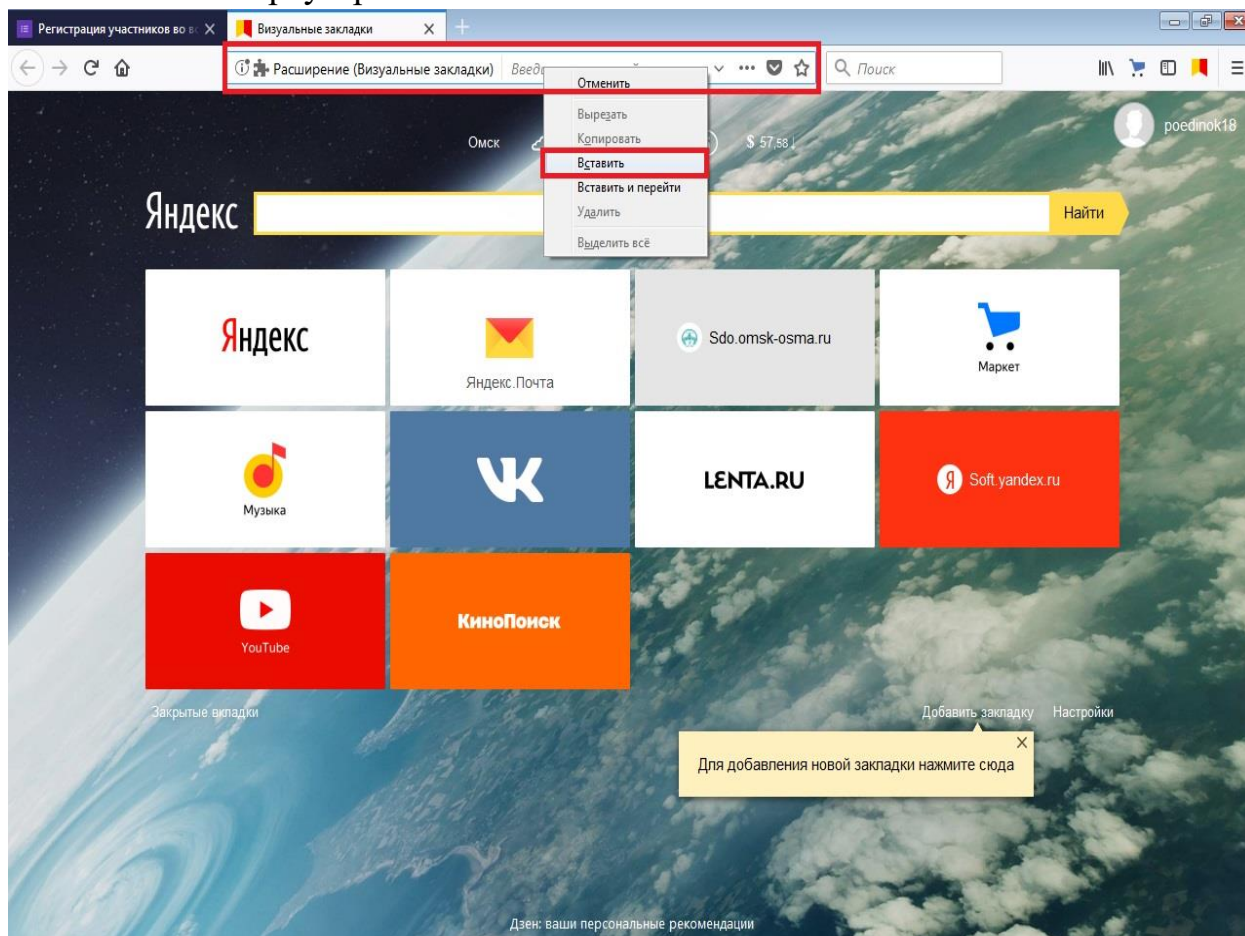 Регистрация участников во вс
Визуальные закладки
Расширение (Визуальные закладки)
Поиск
Отменить
Вырезать
Копировать
Вставить
Вставить и перейти
Удалить
Выделить всё
Омск
$ 57,58 ↓
poedinok18
Яндекс
Найти
Яндекс
Яндекс.Почта
Sdo.omsk-osma.ru
Маркет
Музыка
VK
LENTA.RU
Я Soft.yandex.ru
YouTube
КиноПоиск
Закрытые вкладки
Добавить закладку
Настройки
Для добавления новой закладки нажмите сюда
Дзен: ваши персональные рекомендации